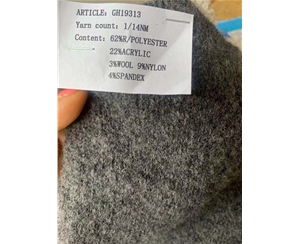 ARTICLE: GH19313
Yarn count: 1/14NM
Content: 62%R/POLYESTER
22%ACRYLIC
3%WOOL 9%NYLON
4%SPANDEX